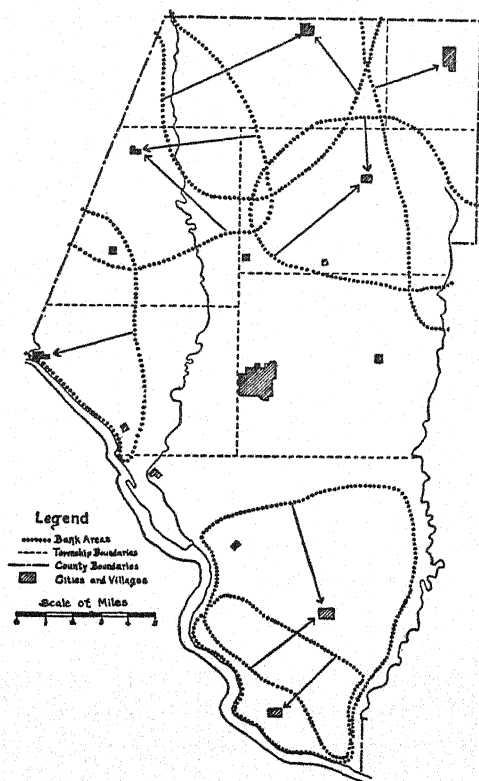 Legend
Bank Areas
Township Boundaries
County Boundaries
Cities and Villages
Scale of Miles